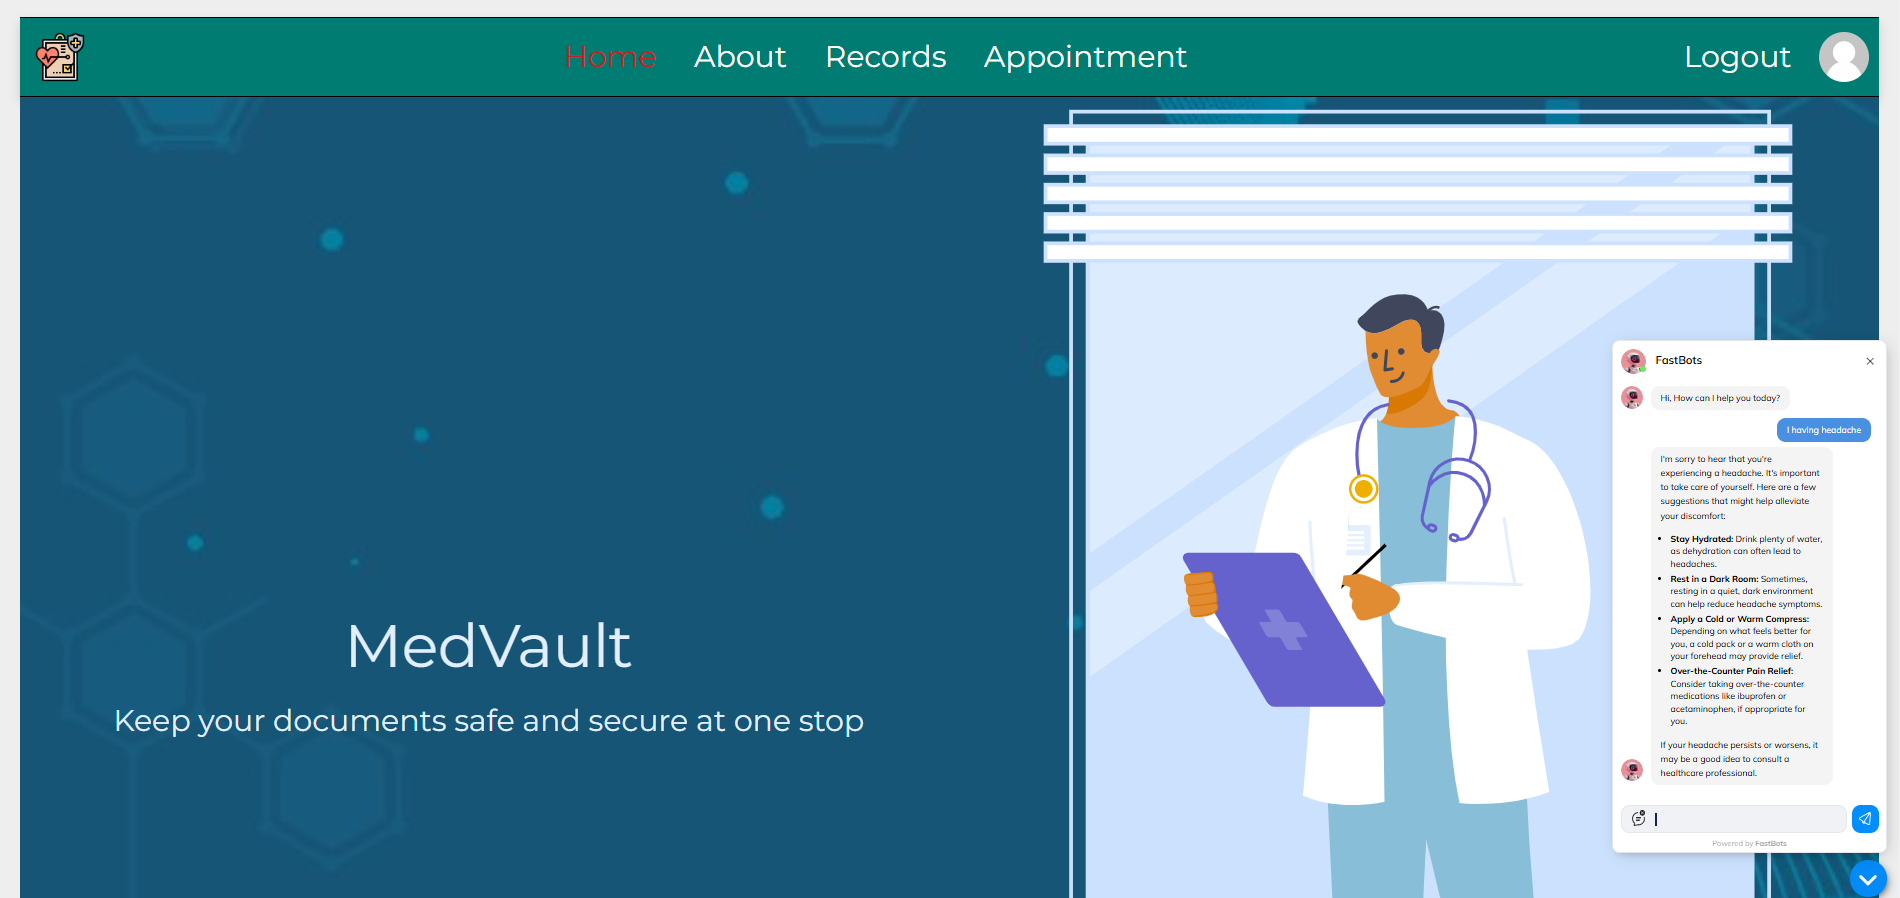 Home About Records Appointment Logout
MedVault
Keep your documents safe and secure at one stop
FastBots
Hi, How can I help you today?
I having headache
I'm sorry to hear that you're
experiencing a headache. It's important
to take care of yourself. Here are a few
suggestions that might help alleviate
your discomfort:
Stay Hydrated: Drink plenty of water,
as dehydration can often lead to
headaches.
Rest in a Dark Room: Sometimes,
resting in a quiet, dark environment
can help reduce headache symptoms.
Apply a Cold or Warm Compress:
Depending on what feels better for
you, a cold pack or a warm cloth on
your forehead may provide relief.
Over-the-Counter Pain Relief:
Consider taking over-the-counter
medications like ibuprofen or
acetaminophen, if appropriate for
you.
If your headache persists or worsens, it
may be a good idea to consult a
healthcare professional.
Powered by FastBots